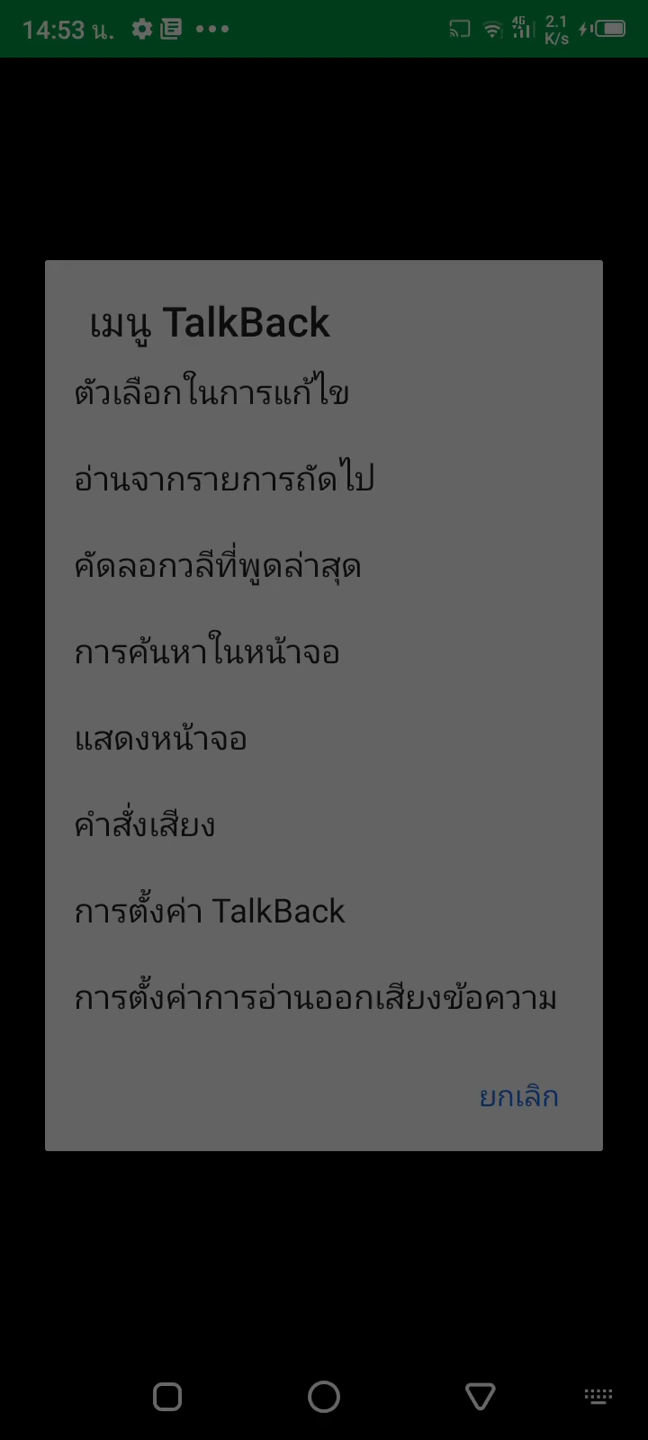 14:53 น.
4G
2.1
K/s
เมนู TalkBack
ตัวเลือกในการแก้ไข
อ่านจากรายการถัดไป
คัดลอกวลีที่พูดล่าสุด
การค้นหาในหน้าจอ
แสดงหน้าจอ
คำสั่งเสียง
การตั้งค่า TalkBack
การตั้งค่าการอ่านออกเสียงข้อความ
ยกเลิก